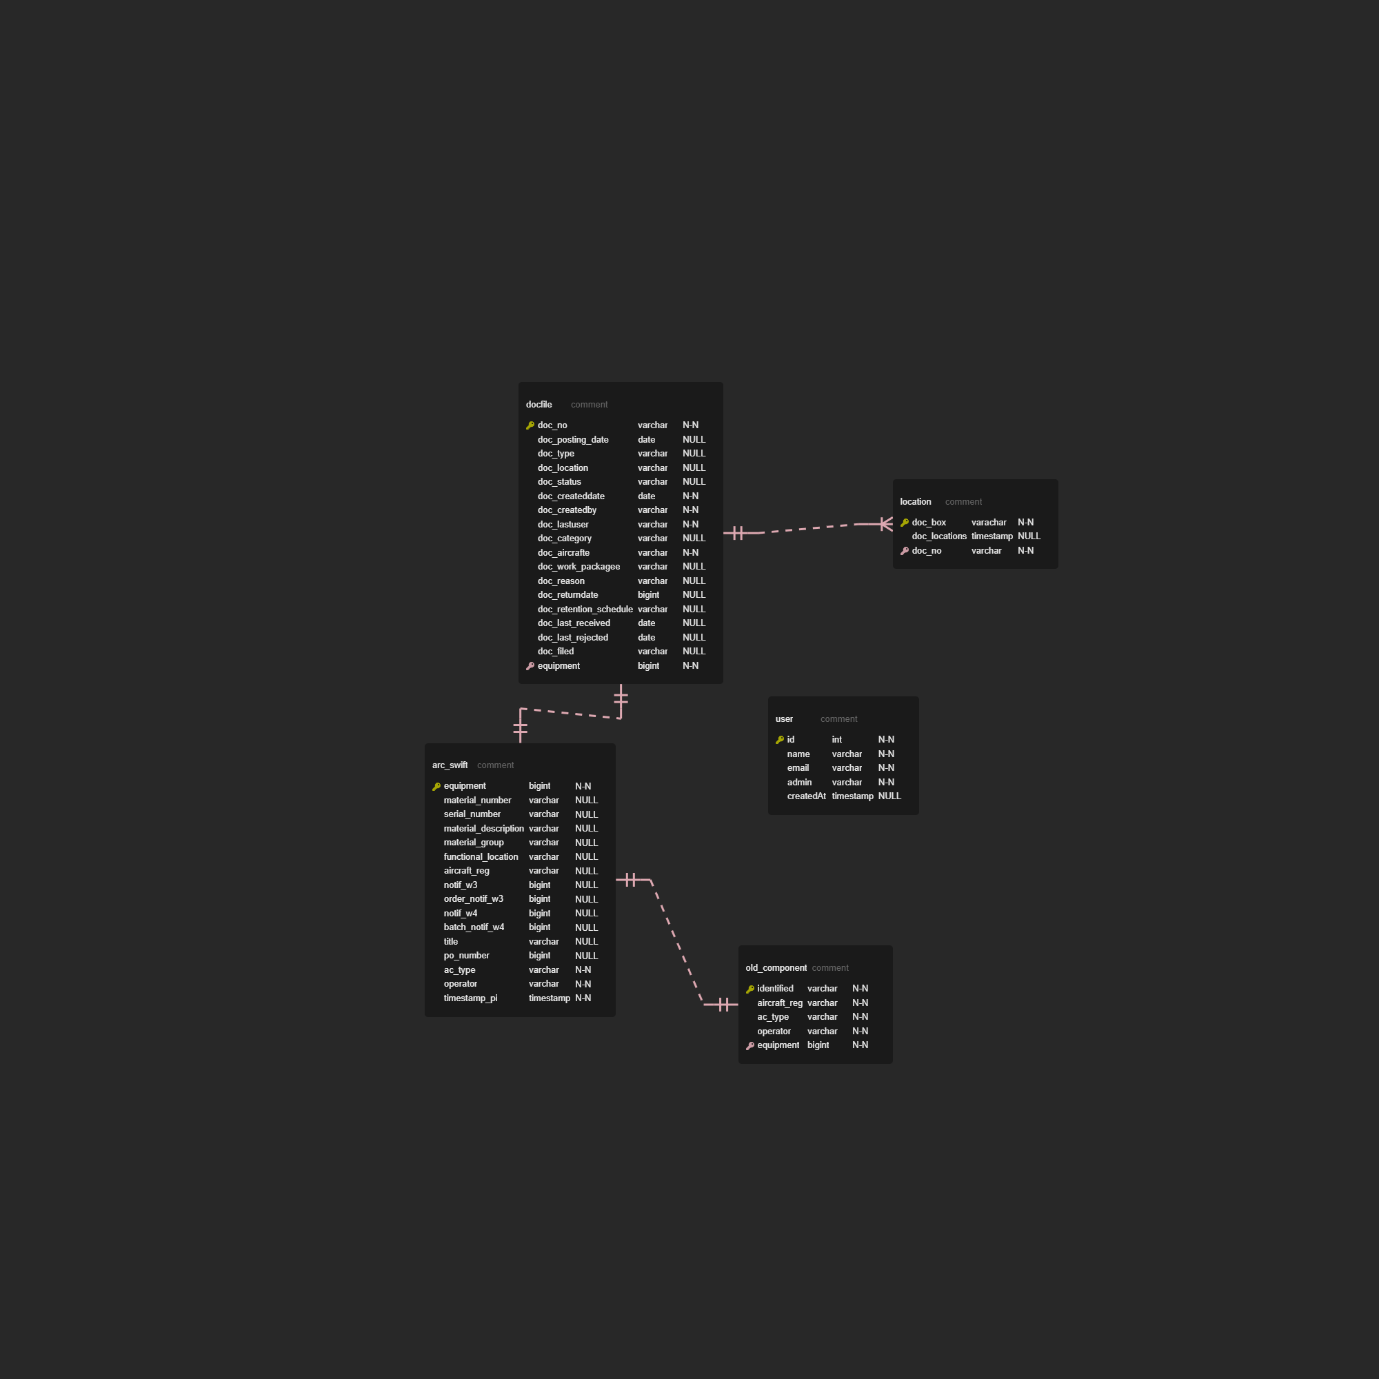 docfile comment
doc_no varchar N-N
doc_posting_date date NULL
doc_type varchar NULL
doc_location varchar NULL
doc_status varchar NULL
doc_createddate date N-N
doc_createdby varchar N-N
doc_lastuser varchar N-N
doc_category varchar NULL
doc_aircrafte varchar N-N
doc_work_packagee varchar NULL
doc_reason varchar NULL
doc_returndate bigint NULL
doc_retention_schedule varchar NULL
doc_last_received date NULL
doc_last_rejected date NULL
doc_filed varchar NULL
equipment bigint N-N
location comment
doc_box varachar N-N
doc_locations timestamp NULL
doc_no varchar N-N
user comment
id int N-N
name varchar N-N
email varchar N-N
admin varchar N-N
createdAt timestamp NULL
arc_swift comment
equipment bigint N-N
material_number varchar NULL
serial_number varchar NULL
material_description varchar NULL
material_group varchar NULL
functional_location varchar NULL
aircraft_reg varchar NULL
notif_w3 bigint NULL
order_notif_w3 bigint NULL
notif_w4 bigint NULL
batch_notif_w4 bigint NULL
title varchar NULL
po_number bigint NULL
ac_type varchar N-N
operator varchar N-N
timestamp_pi timestamp N-N
old_component comment
identified varchar N-N
aircraft_reg varchar N-N
ac_type varchar N-N
operator varchar N-N
equipment bigint N-N